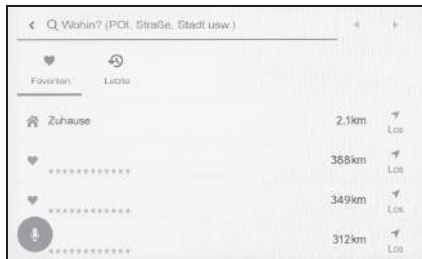 Wohin? (POI, Straße, Stadt usw.)
Favoriten Letzte
Zuhause 2.1km Los
388km Los
************
349km Los
************
312km Los
************